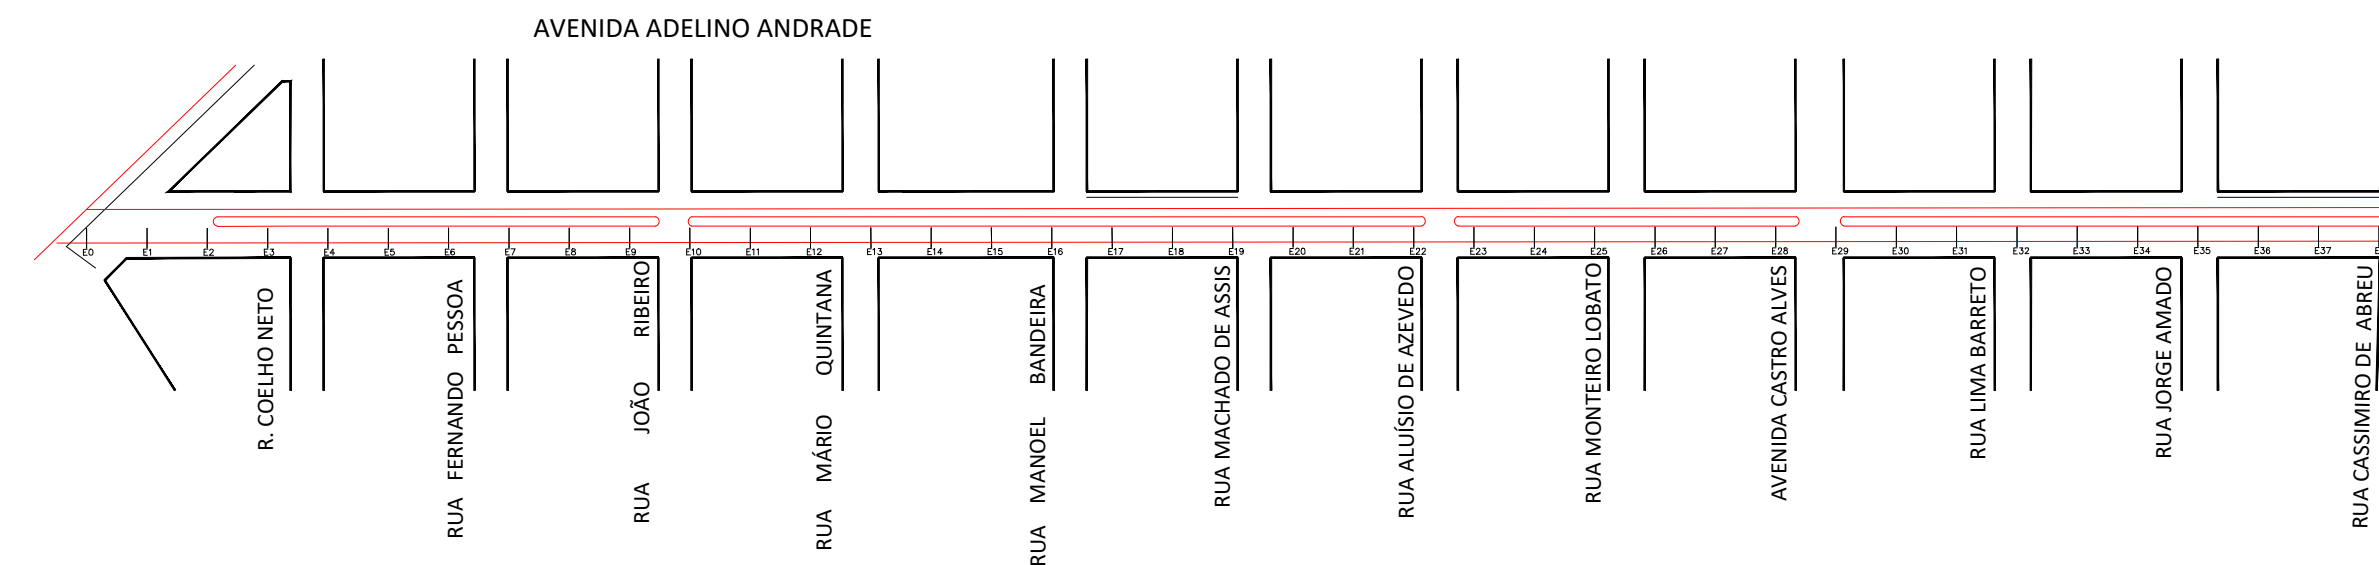 AVENIDA ADELINO ANDRADE
E0 E1 E2 E3 E4 E5 E6 E7 E8 E9 E10 E11 E12 E13 E14 E15 E16 E17 E18 E19 E20 E21 E22 E23 E24 E25 E26 E27 E28 E29 E30 E31 E32 E33 E34 E35 E36 E37
R. COELHO NETO
RUA FERNANDO PESSOA
RUA JOÃO RIBEIRO
RUA MÁRIO QUINTANA
RUA MANOEL BANDEIRA
RUA MACHADO DE ASSIS
RUA ALUÍSIO DE AZEVEDO
RUA MONTEIRO LOBATO
AVENIDA CASTRO ALVES
RUA LIMA BARRETO
RUA JORGE AMADO
RUA CASSIMIRO DE ABREU